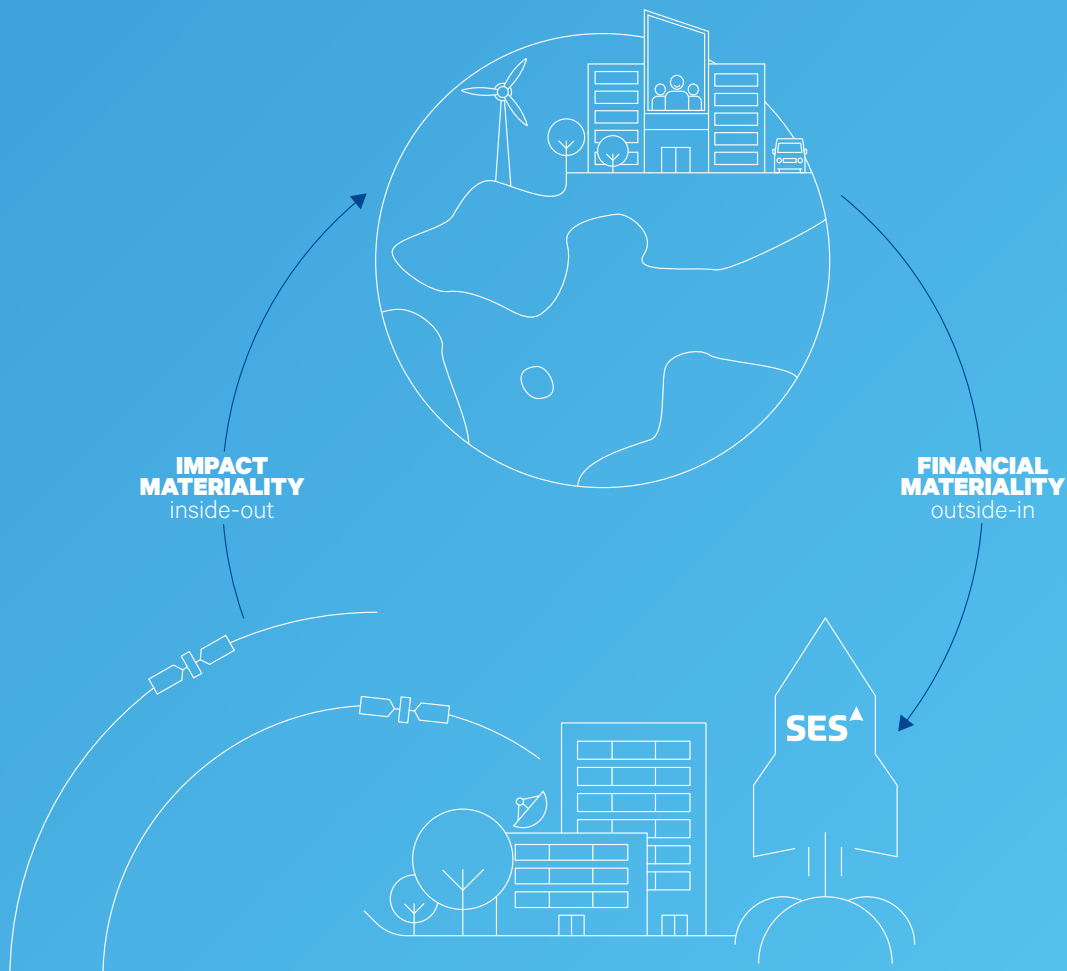 IMPACT
MATERIALITY
inside-out
FINANCIAL
MATERIALITY
outside-in
SES